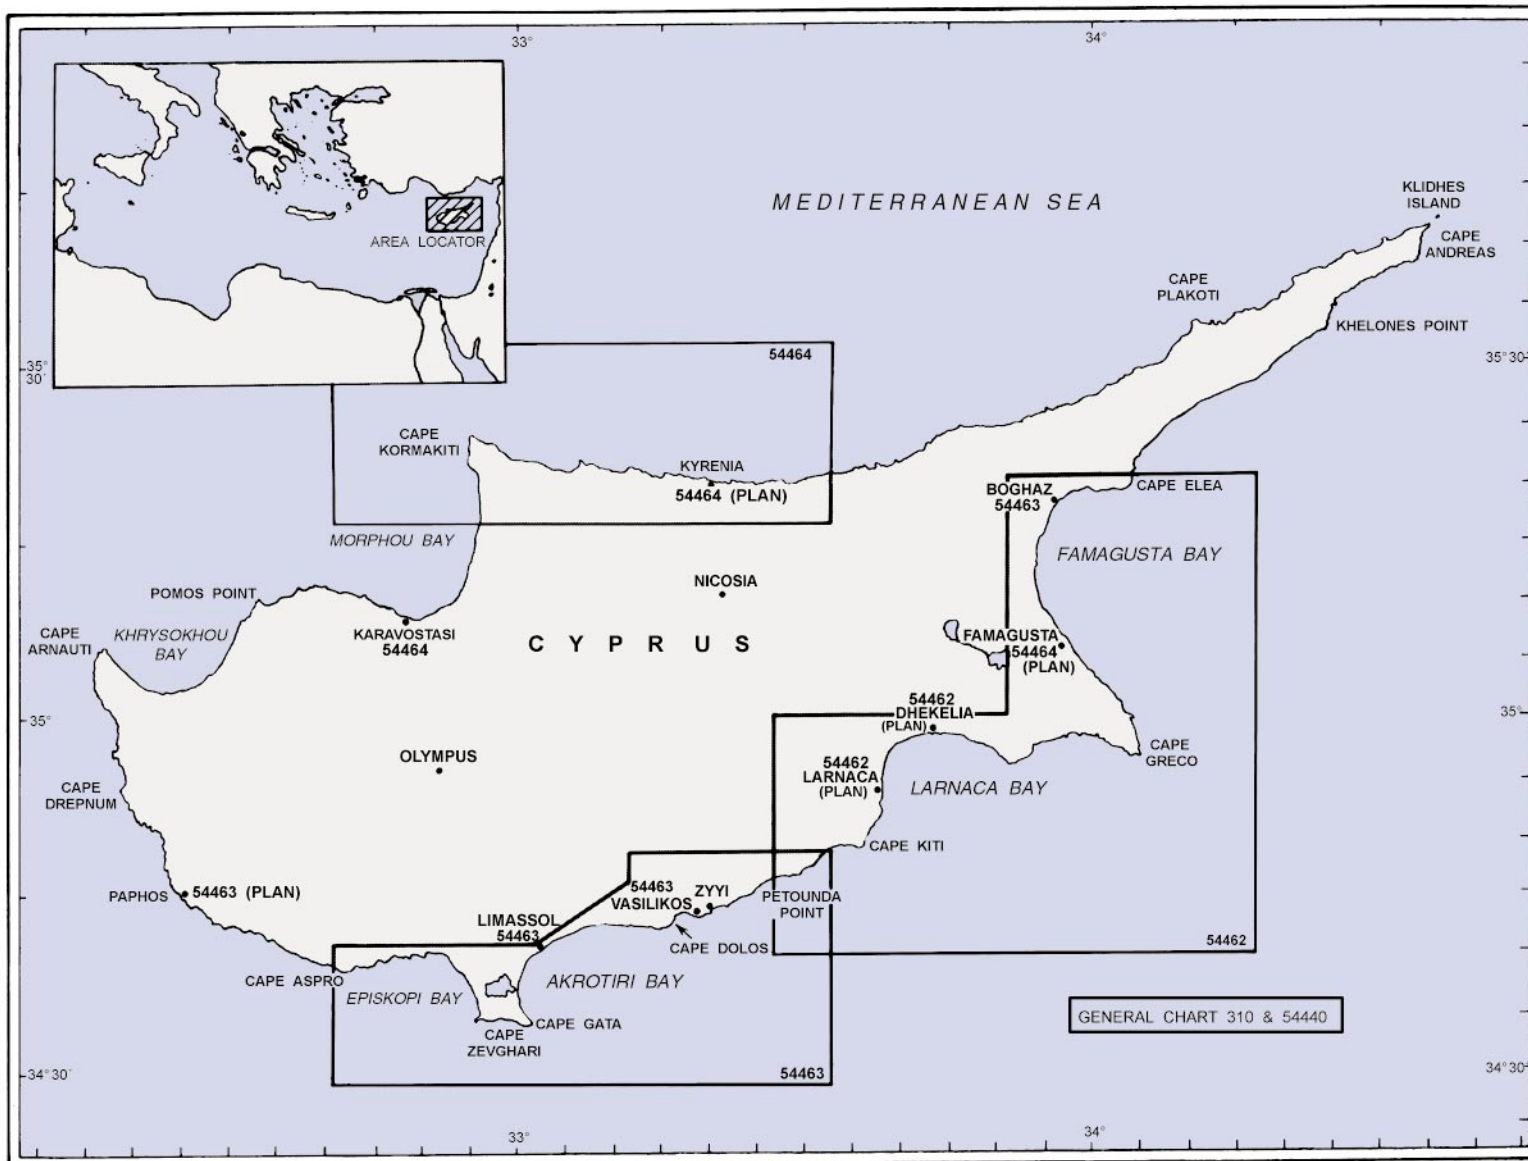 33°
34°
MEDITERRANEAN SEA
KLIDHES
ISLAND
CAPE
ANDREAS
AREA LOCATOR
CAPE
PLAKOTI
KHELONES POINT
35°
30'
54464
35°30'
CAPE
KORMAKITI
KYRENIA
54464 (PLAN)
BOGHAZ
54463
CAPE ELEA
MORPHOU BAY
FAMAGUSTA BAY
POMOS POINT
NICOSIA
CAPE
ARNAUTI
KHRYSOKHOU
BAY
KARAVOSTASI
54464
CYPRUS
FAMAGUSTA
54464
(PLAN)
35°
54462
DHEKELIA
(PLAN)
35°
OLYMPUS
CAPE
GRECO
54462
LARNACA
(PLAN)
LARNACA BAY
CAPE
DREPNUM
CAPE KITI
PAPHOS
54463 (PLAN)
54463
VASILIKOS
ZYYI
PETOUNDA
POINT
LIMASSOL
54463
CAPE DOLOS
54462
CAPE ASPRO
EPISKOPI BAY
AKROTIRI BAY
CAPE GATA
CAPE
ZEVGHARI
GENERAL CHART 310 & 54440
34°30'
54463
34°30'
33°
34°